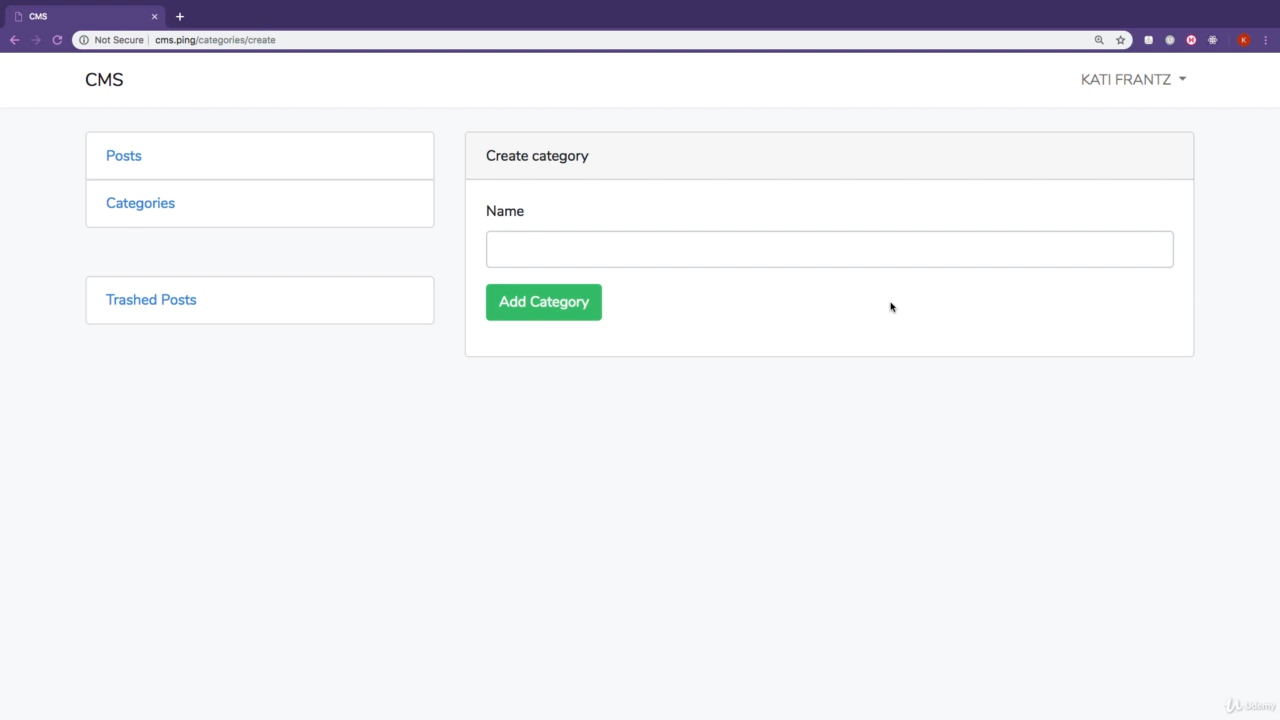 CMS
Not Secure
cms.ping/categories/create
K
CMS
KATI FRANTZ
Posts
Categories
Trashed Posts
Create category
Name
Add Category
Udemy